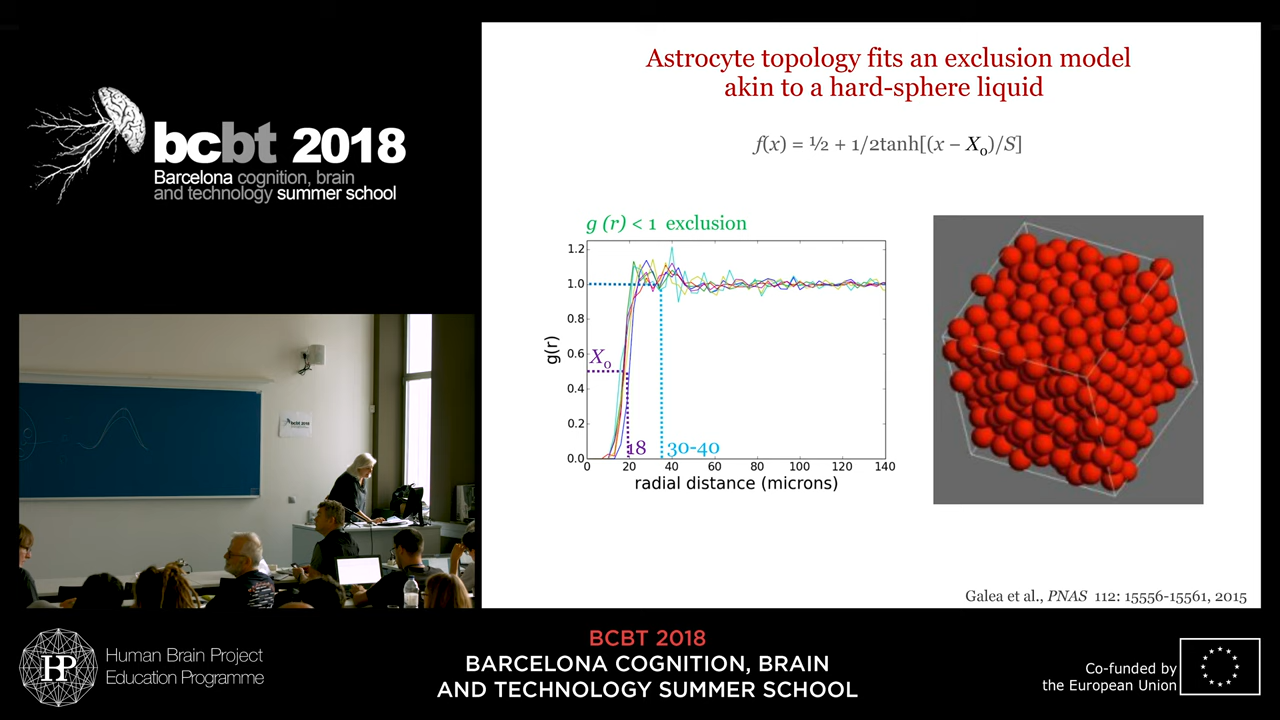 bcbt 2018
Barcelona cognition, brain
and technology summer school
Astrocyte topology fits an exclusion model
akin to a hard-sphere liquid
f(x) = ½ + 1/2tanh[(x – X₀)/S]
g (r) < 1 exclusion
1.2
1.0
0.8
0.6
0.4
0.2
0.0
g(r)
X₀
18
30-40
0 20 40 60 80 100 120 140
radial distance (microns)
Galea et al., PNAS 112: 15556-15561, 2015
bcbt 2018
HP
Human Brain Project
Education Programme
BCBT 2018
BARCELONA COGNITION, BRAIN
AND TECHNOLOGY SUMMER SCHOOL
Co-funded by
the European Union